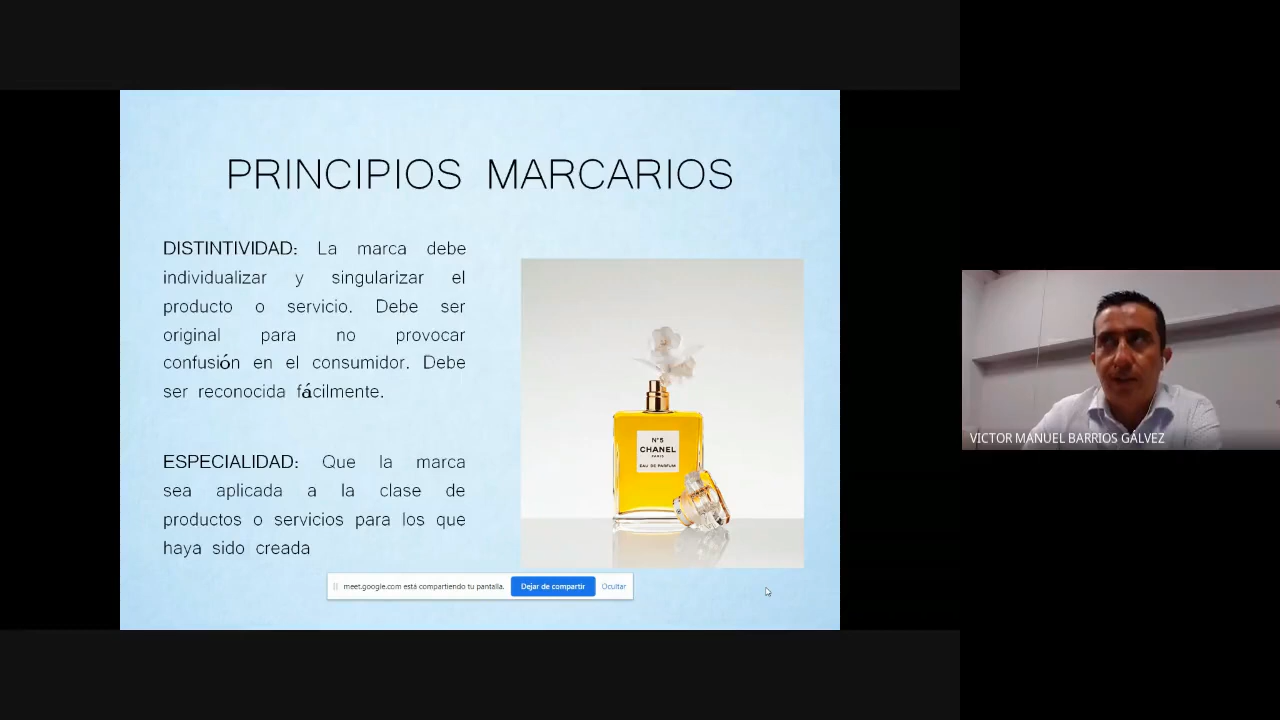 PRINCIPIOS MARCARIOS
DISTINTIVIDAD: La marca debe
individualizar y singularizar el
producto o servicio. Debe ser
original para no provocar
confusión en el consumidor. Debe
ser reconocida fácilmente.
ESPECIALIDAD: Que la marca
sea aplicada a la clase de
productos o servicios para los que
haya sido creada
N°5
CHANEL
PARIS
EAU DE PARFUM
meet.google.com está compartiendo tu pantalla.
Dejar de compartir
Ocultar
VICTOR MANUEL BARRIOS GÁLVEZ